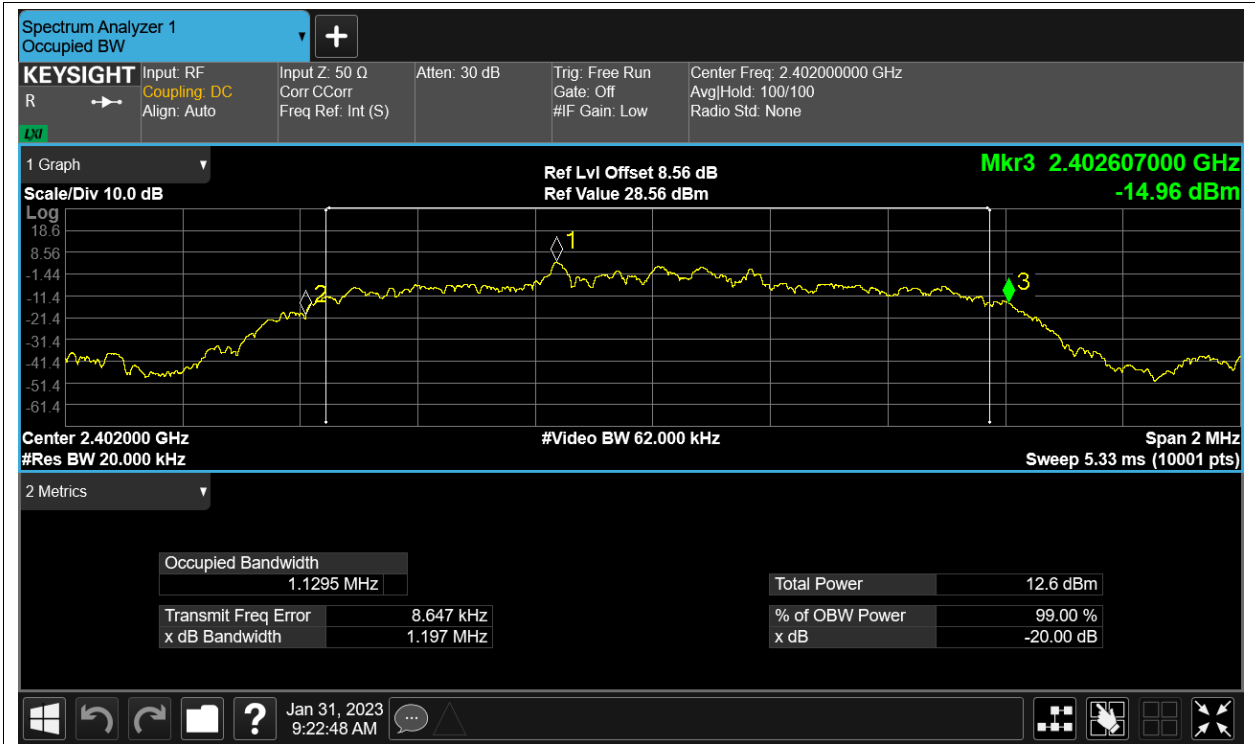 Spectrum Analyzer 1
Occupied BW
KEYSIGHT
R
LXI
Input: RF
Coupling: DC
Align: Auto
Input Z: 50 Ω
Corr CCorr
Freq Ref: Int (S)
Atten: 30 dB
Trig: Free Run
Gate: Off
#IF Gain: Low
Center Freq: 2.402000000 GHz
Avg|Hold: 100/100
Radio Std: None
1 Graph
Scale/Div 10.0 dB
Ref Lvl Offset 8.56 dB
Ref Value 28.56 dBm
Mkr3 2.402607000 GHz
-14.96 dBm
Log
18.6
8.56
-1.44
-11.4
-21.4
-31.4
-41.4
-51.4
-61.4
1
2
3
Center 2.402000 GHz
#Res BW 20.000 kHz
#Video BW 62.000 kHz
Span 2 MHz
Sweep 5.33 ms (10001 pts)
2 Metrics
Occupied Bandwidth
1.1295 MHz
Transmit Freq Error 8.647 kHz
x dB Bandwidth 1.197 MHz
Total Power 12.6 dBm
% of OBW Power 99.00 %
x dB -20.00 dB
?
Jan 31, 2023
9:22:48 AM